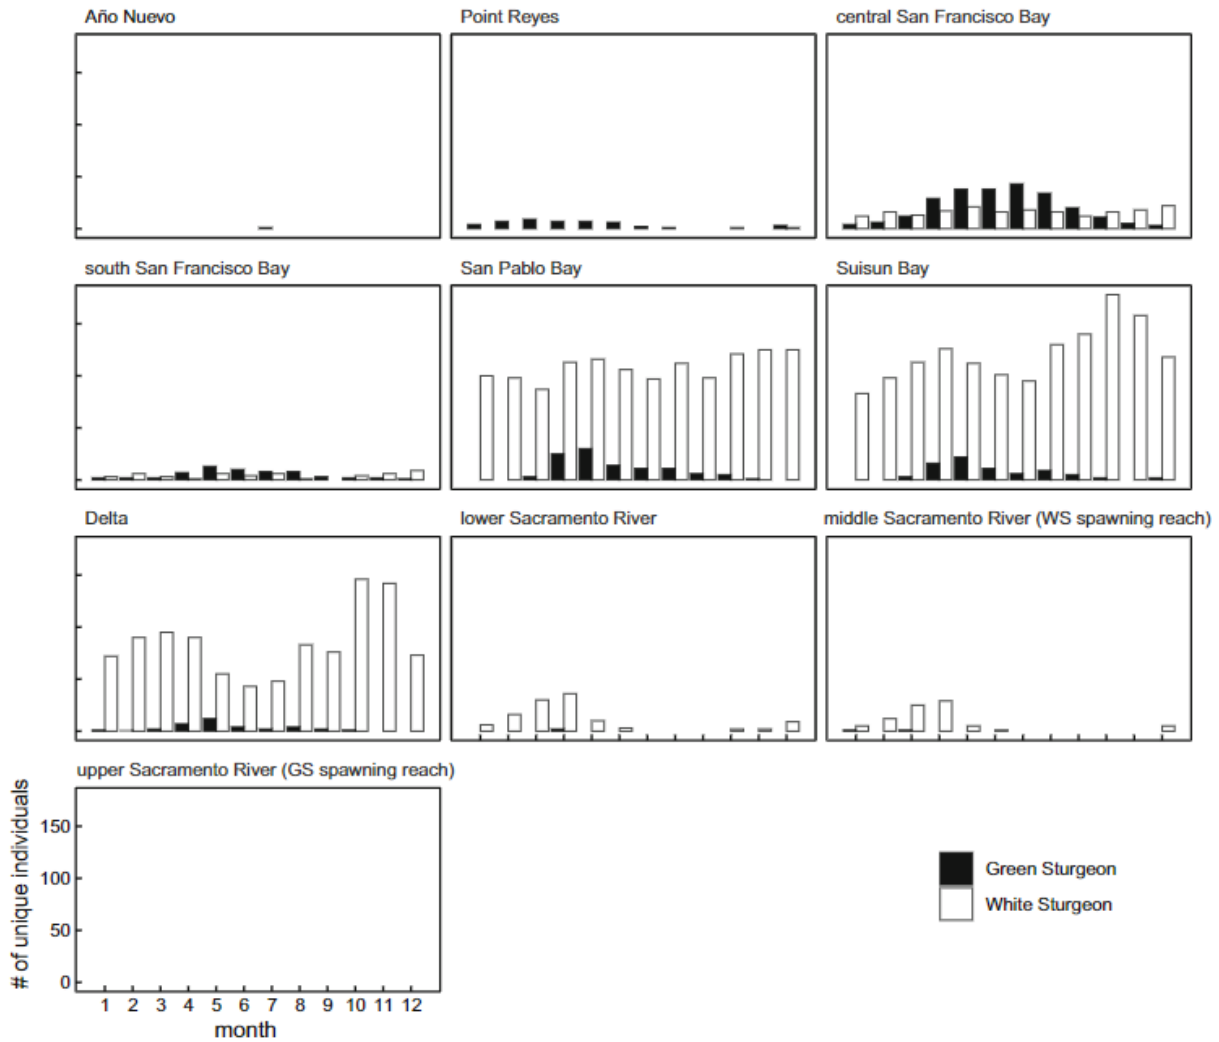 Año Nuevo
Point Reyes
central San Francisco Bay
south San Francisco Bay
San Pablo Bay
Suisun Bay
Delta
lower Sacramento River
middle Sacramento River (WS spawning reach)
upper Sacramento River (GS spawning reach)
# of unique individuals
150
100
50
0
1 2 3 4 5 6 7 8 9 10 11 12
month
Green Sturgeon
White Sturgeon